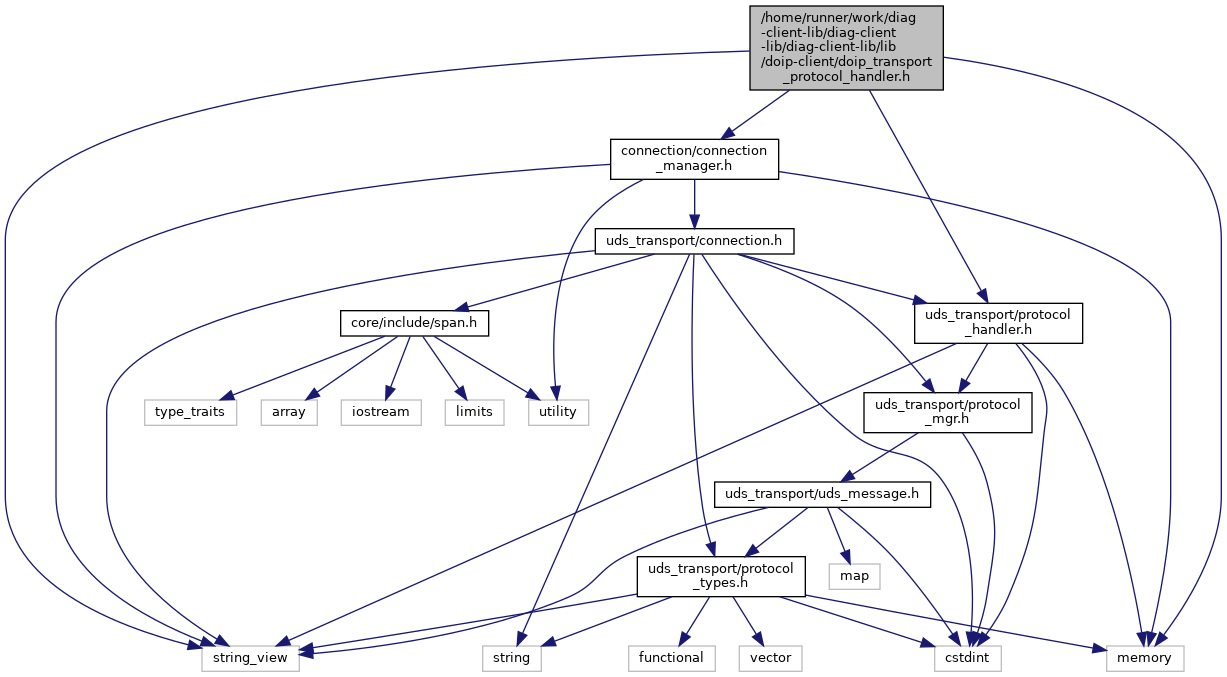 /home/runner/work/diag
-client-lib/diag-client
-lib/diag-client-lib/lib
/doip-client/doip_transport
_protocol_handler.h
connection/connection
_manager.h
uds_transport/connection.h
core/include/span.h
uds_transport/protocol
_handler.h
type_traits
array
iostream
limits
utility
uds_transport/protocol
_mgr.h
uds_transport/uds_message.h
uds_transport/protocol
_types.h
map
string_view
string
functional
vector
cstdint
memory